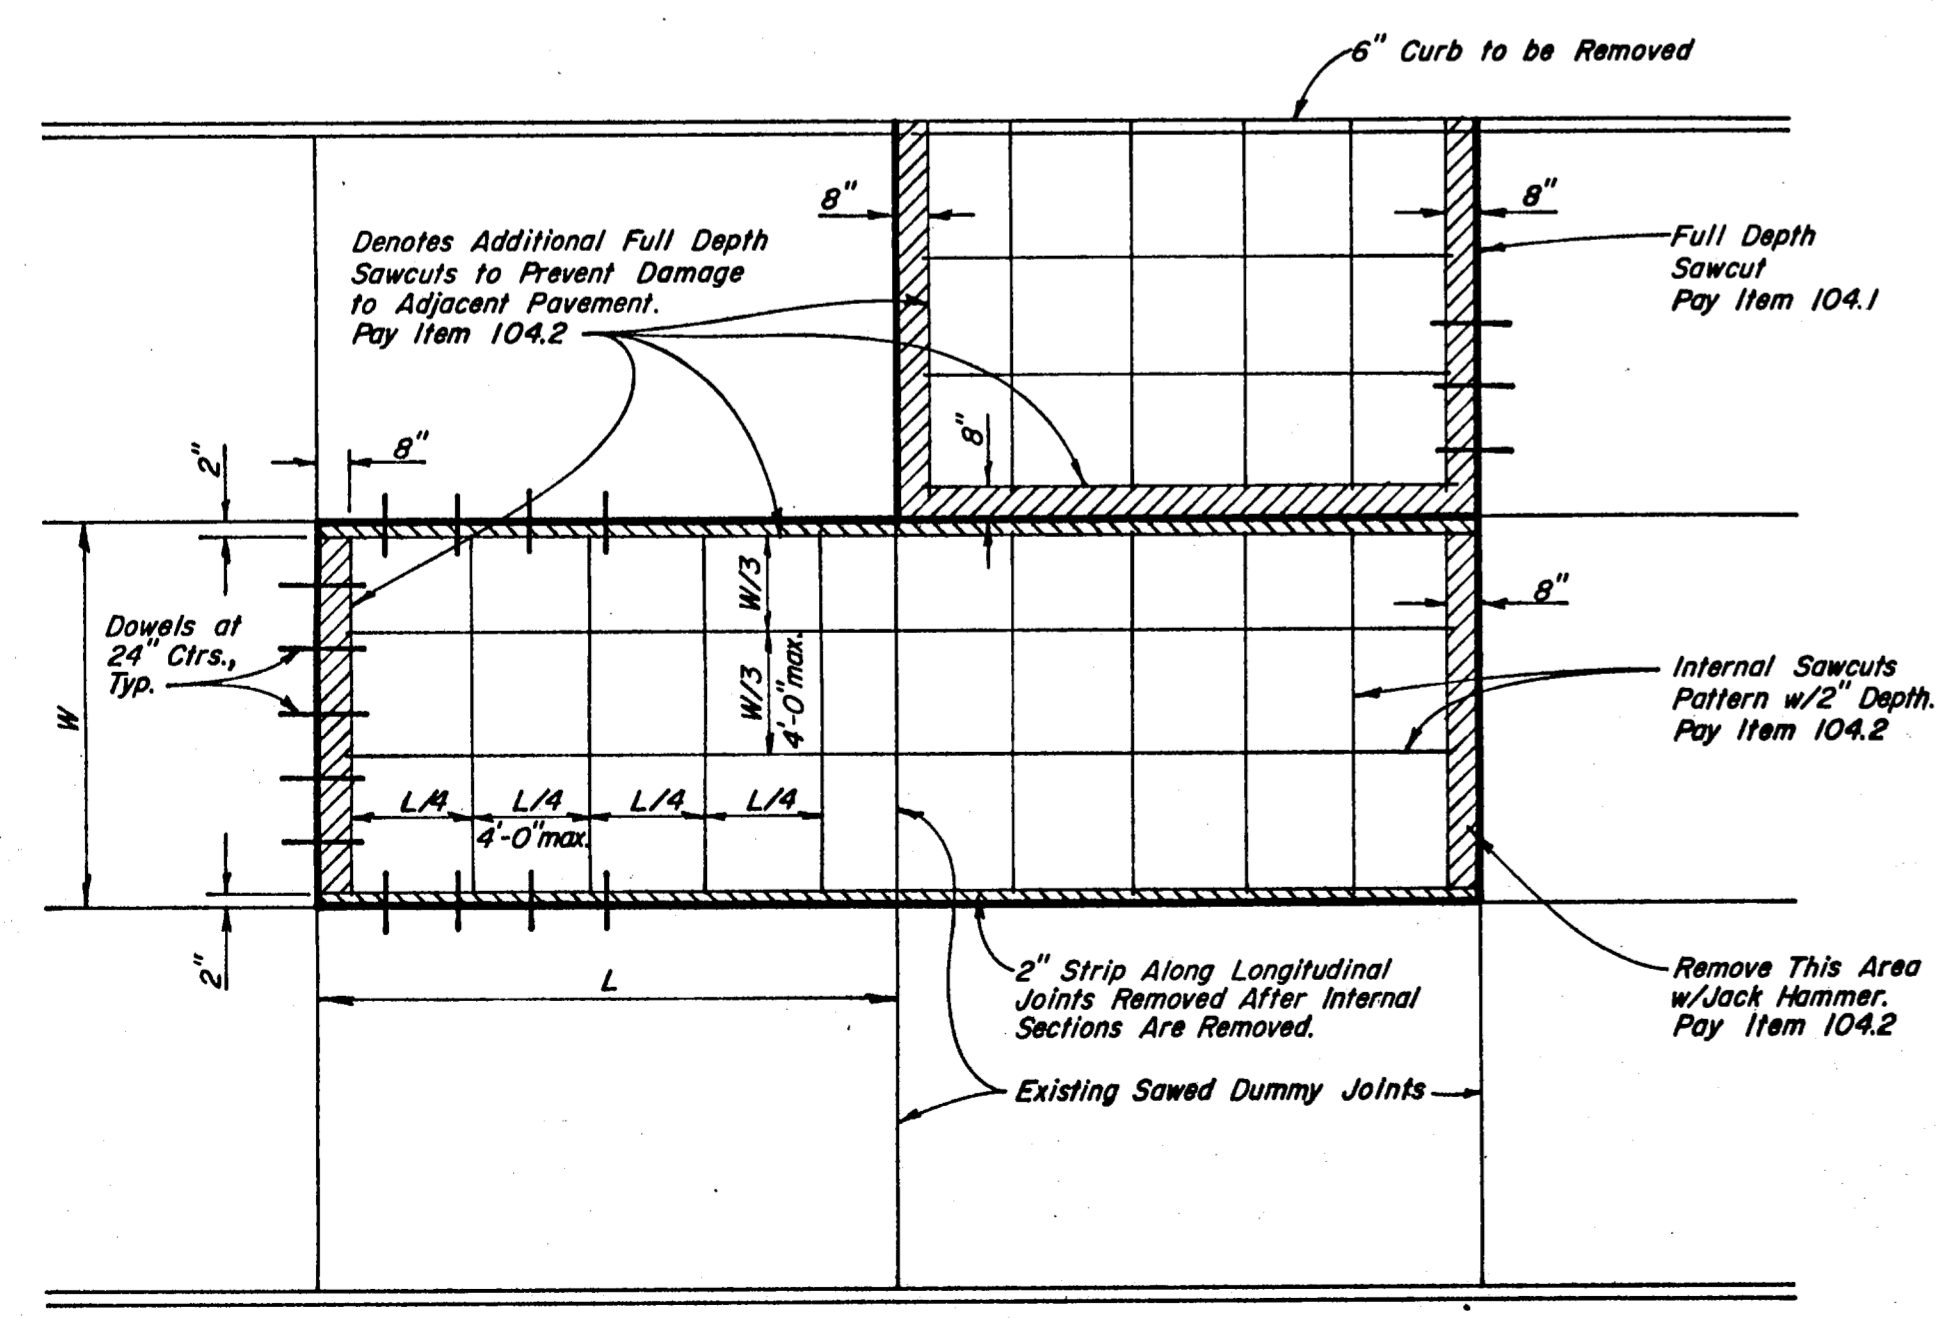 6" Curb to be Removed
8"
8"
Denotes Additional Full Depth
Sawcuts to Prevent Damage
to Adjacent Pavement.
Pay Item 104.2
Full Depth
Sawcut
Pay Item 104.1
2"
8"
8"
W/3
8"
Dowels at
24" Ctrs.,
Typ.
W/3
4'-0" max.
Internal Sawcuts
Pattern w/2" Depth.
Pay Item 104.2
W
L/4
L/4
L/4
L/4
4'-0" max.
2"
L
2" Strip Along Longitudinal
Joints Removed After Internal
Sections Are Removed.
Remove This Area
w/Jack Hammer.
Pay Item 104.2
Existing Sawed Dummy Joints